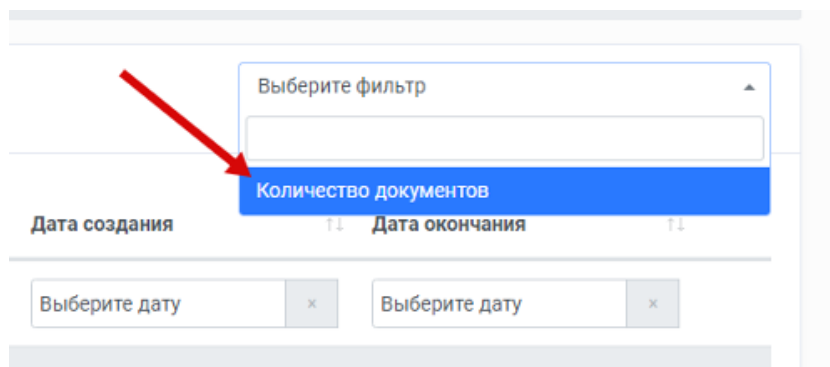 Выберите фильтр
Количество документов
Дата создания
Дата окончания
Выберите дату
Выберите дату